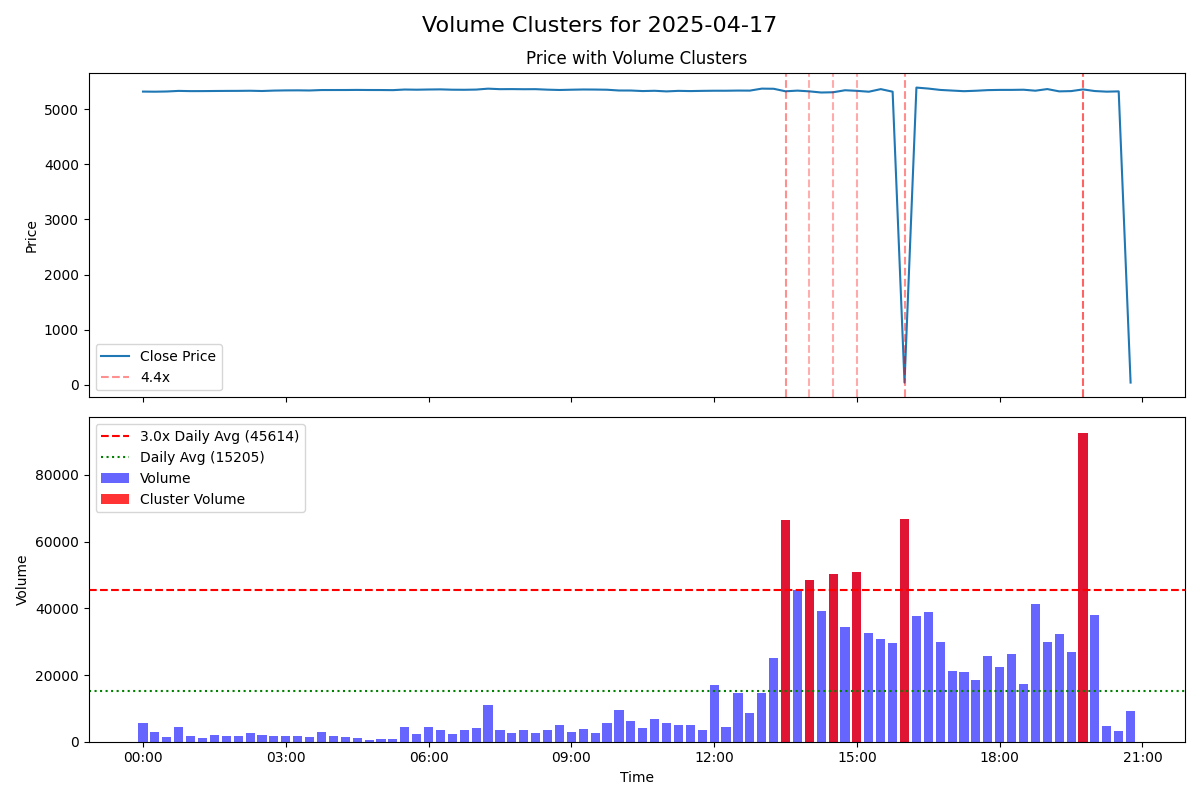 Volume Clusters for 2025-04-17
Price with Volume Clusters
5000
4000
3000
2000
1000
0
Price
Close Price
4.4x
3.0x Daily Avg (45614)
Daily Avg (15205)
Volume
Cluster Volume
80000
60000
40000
20000
0
Volume
00:00 03:00 06:00 09:00 12:00 15:00 18:00 21:00
Time